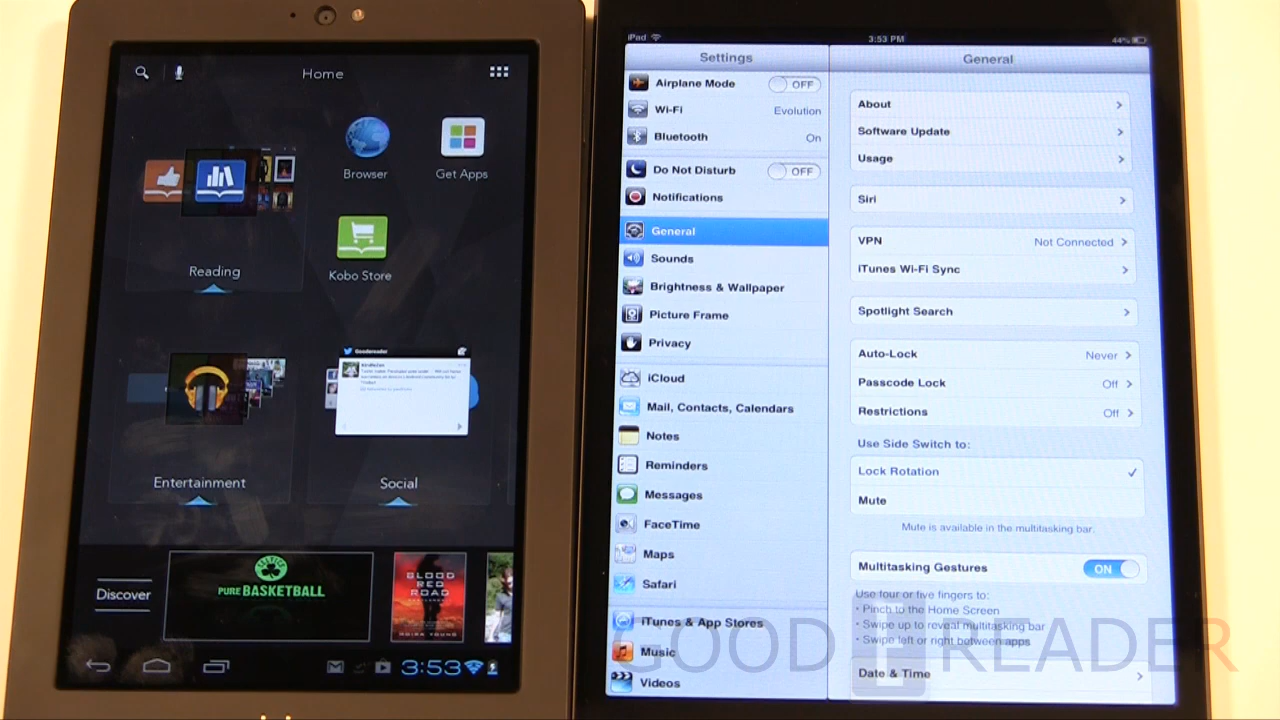 Home
Browser
Get Apps
Reading
Kobo Store
Goodereader
Entertainment
Social
Discover
CELTICS
PURE BASKETBALL
BLOOD
RED
ROAD
MOIRA YOUNG
3:53
iPad
3:53 PM
44%
Settings
Airplane Mode OFF
Wi-Fi Evolution
Bluetooth On
Do Not Disturb OFF
Notifications
General
Sounds
Brightness & Wallpaper
Picture Frame
Privacy
iCloud
Mail, Contacts, Calendars
Notes
Reminders
Messages
FaceTime
Maps
Safari
iTunes & App Stores
Music
Videos
General
About
Software Update
Usage
Siri
VPN Not Connected
iTunes Wi-Fi Sync
Spotlight Search
Auto-Lock Never
Passcode Lock Off
Restrictions Off
Use Side Switch to:
Lock Rotation
Mute
Mute is available in the multitasking bar.
Multitasking Gestures ON
Use four or five fingers to:
• Pinch to the Home Screen
• Swipe up to reveal multitasking bar
• Swipe left or right between apps
Date & Time
GOOD READER